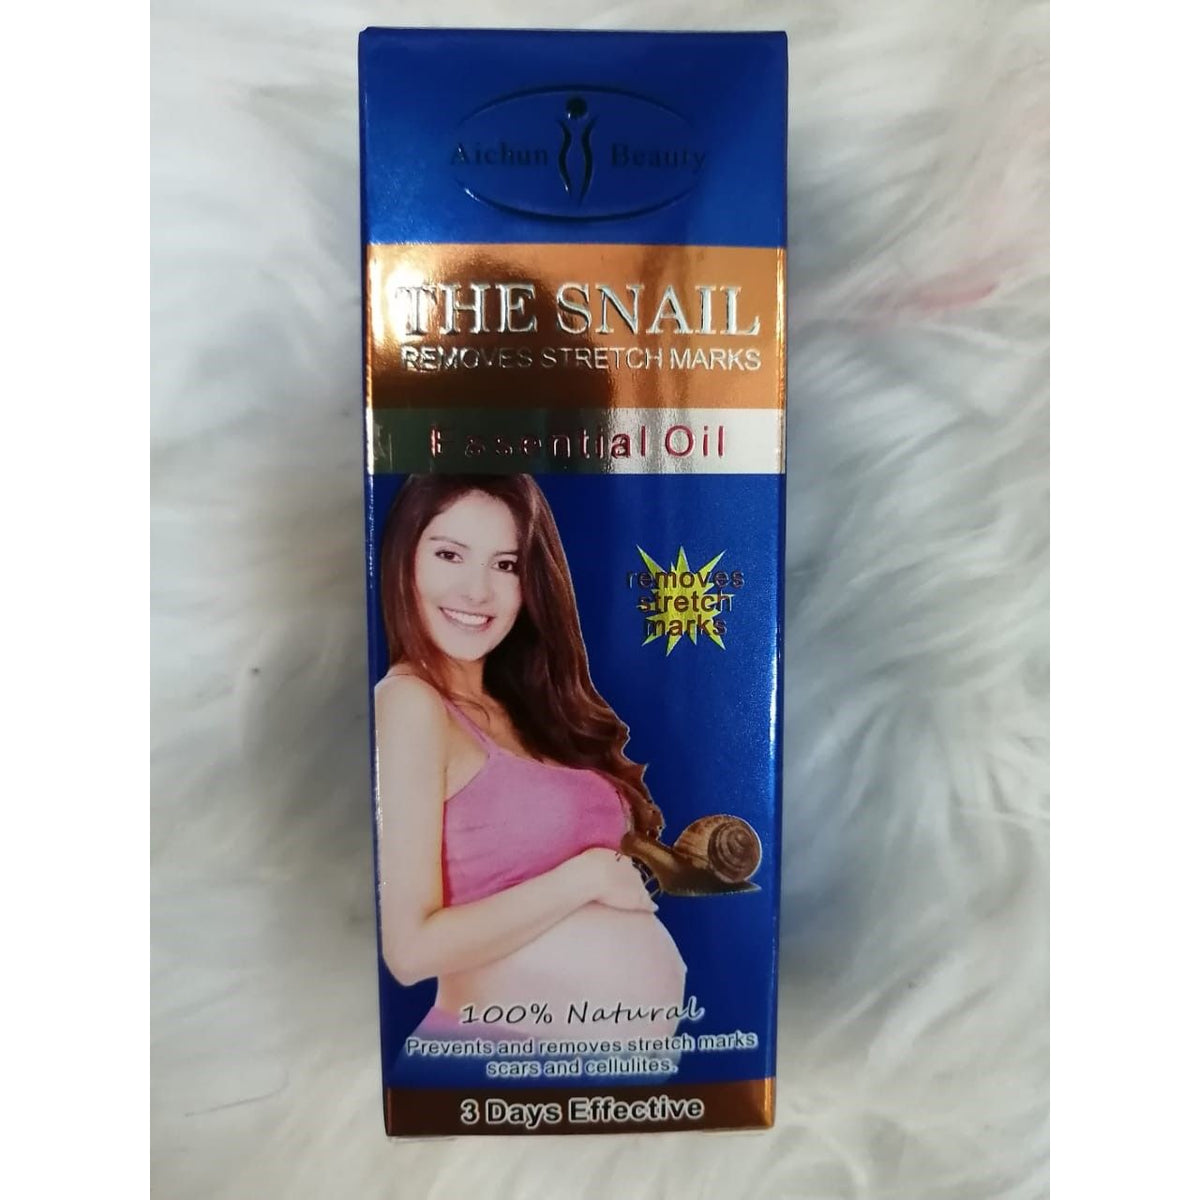 Aichun Beauty
THE SNAIL
REMOVES STRETCH MARKS
Essential Oil
removes
stretch
marks
100% Natural
Prevents and removes stretch marks
scars and cellulites.
3 Days Effective